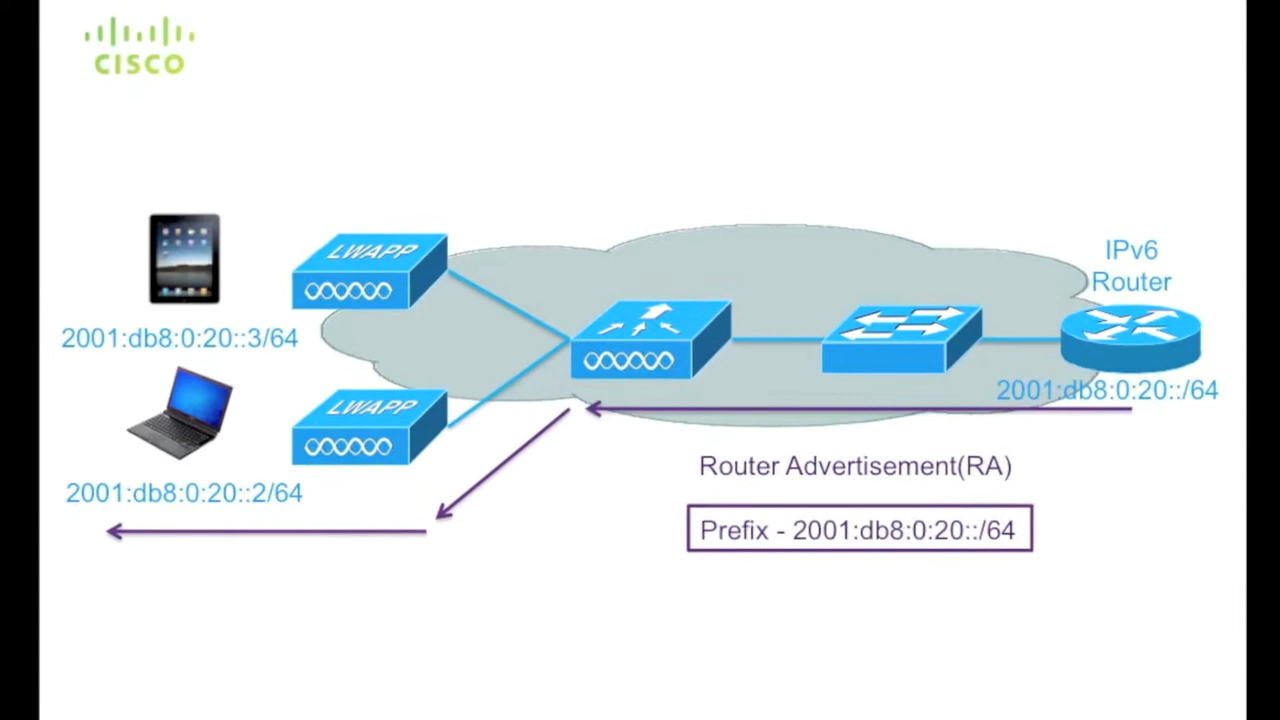 CISCO
LWAPP
IPv6
Router
2001:db8:0:20::3/64
2001:db8:0:20::/64
LWAPP
Router Advertisement(RA)
2001:db8:0:20::2/64
Prefix - 2001:db8:0:20::/64